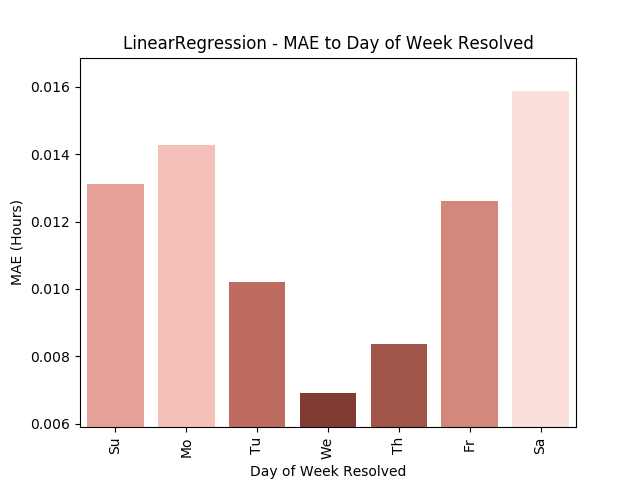 LinearRegression - MAE to Day of Week Resolved
0.016
0.014
0.012
0.010
0.008
0.006
MAE (Hours)
Su
Mo
Tu
We
Th
Fr
Sa
Day of Week Resolved